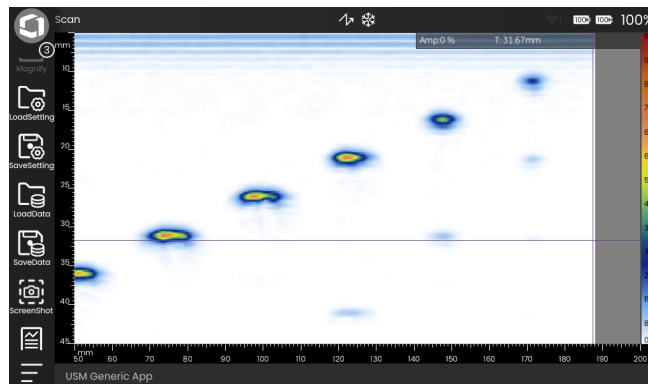 Scan
100% 100% 100%
3
mm
Amp:0 % T: 31.67mm
Magnify
10
15
LoadSetting
20
SaveSetting
25
LoadData
30
SaveData
35
ScreenShot
40
45
mm
50 60 70 80 90 100 110 120 130 140 150 160 170 180 190 200
USM Generic App